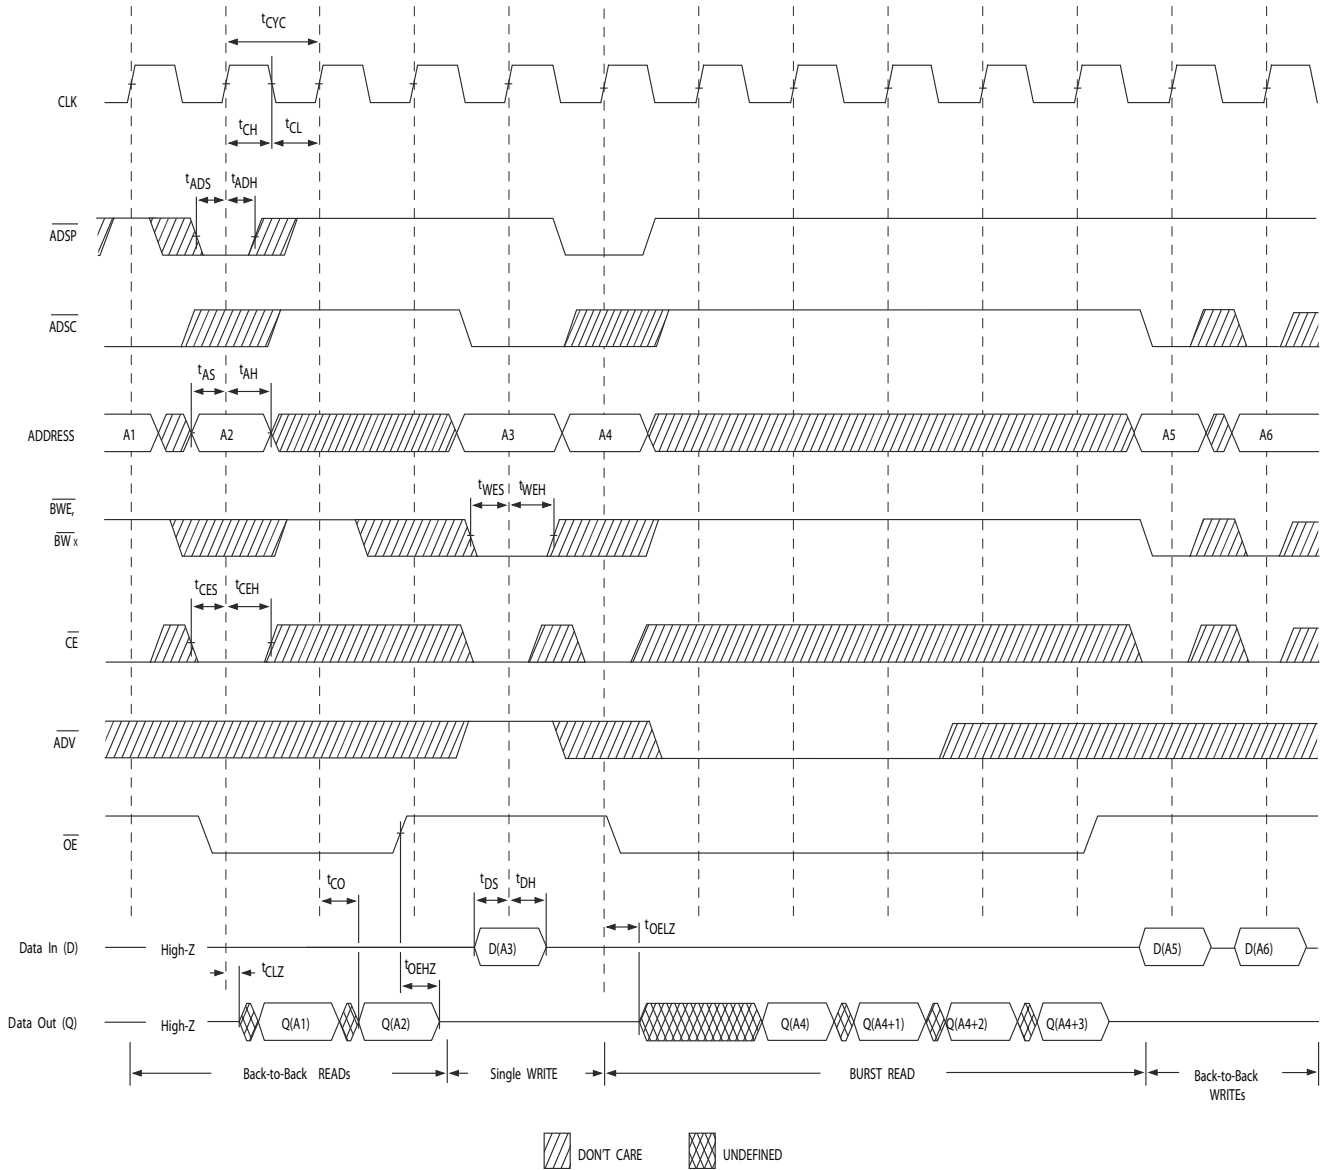 tCYC
CLK
tCH
tCL
tADS
tADH
ADSP
ADSC
tAS
tAH
ADDRESS
A1
A2
A3
A4
A5
A6
tWES
tWEH
BWE,
BW x
tCES
tCEH
CE
ADV
OE
tCO
tDS
tDH
tOELZ
Data In (D)
High-Z
D(A3)
D(A5)
D(A6)
tCLZ
tOEHZ
Data Out (Q)
High-Z
Q(A1)
Q(A2)
Q(A4)
Q(A4+1)
Q(A4+2)
Q(A4+3)
Back-to-Back READs
Single WRITE
BURST READ
Back-to-Back
WRITEs
DON'T CARE
UNDEFINED